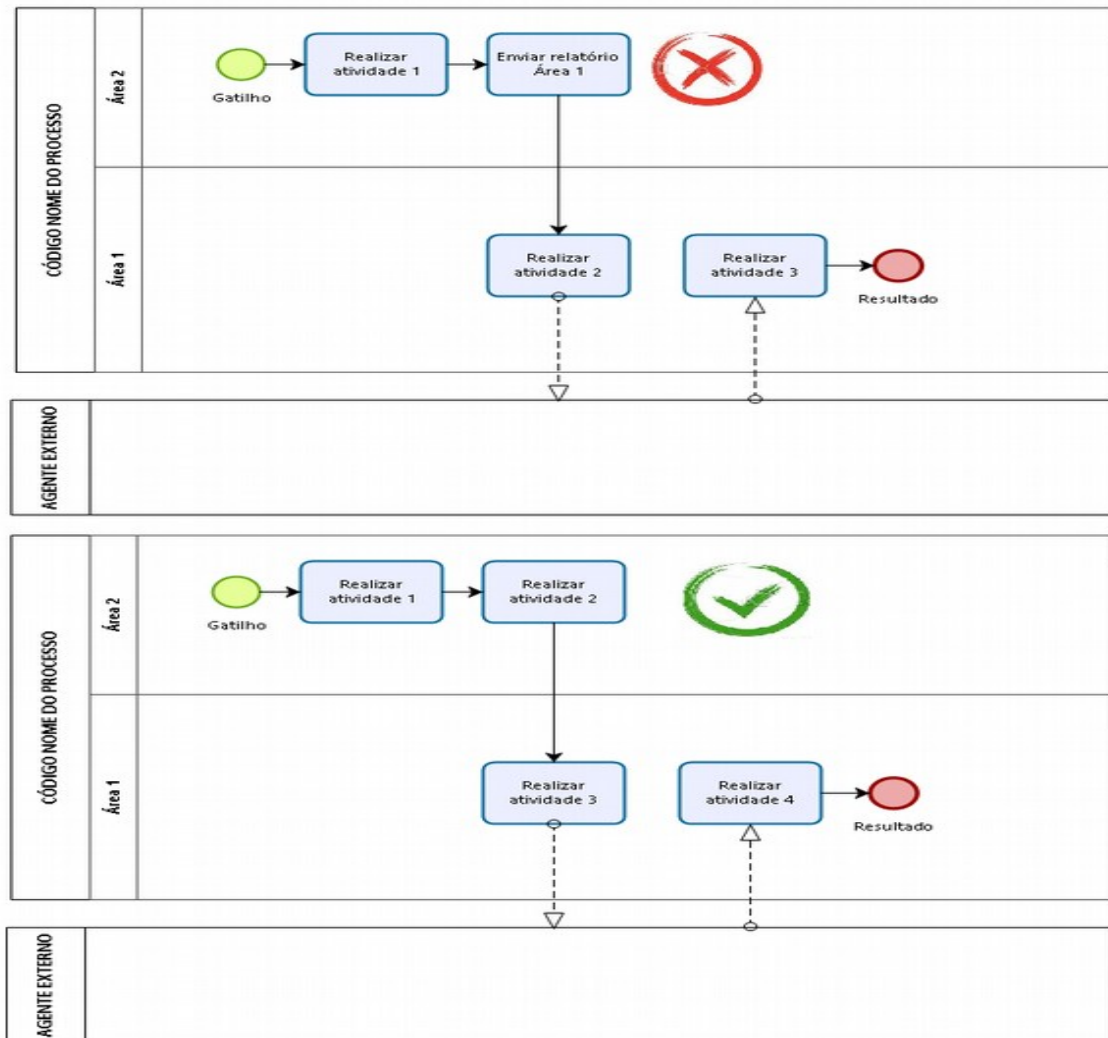 CÓDIGO NOME DO PROCESSO
Área 2
Gatilho
Realizar
atividade 1
Enviar relatório
Área 1
Área 1
Realizar
atividade 2
Realizar
atividade 3
Resultado
AGENTE EXTERNO
CÓDIGO NOME DO PROCESSO
Área 2
Gatilho
Realizar
atividade 1
Realizar
atividade 2
Área 1
Realizar
atividade 3
Realizar
atividade 4
Resultado
AGENTE EXTERNO